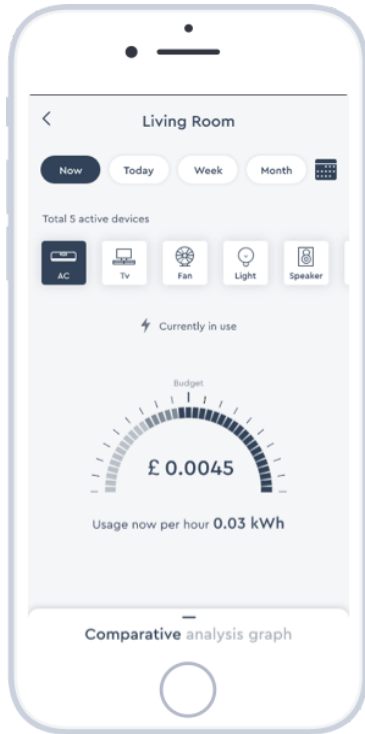 Living Room
Now Today Week Month
Total 5 active devices
AC Tv Fan Light Speaker
Currently in use
Budget
£ 0.0045
Usage now per hour 0.03 kWh
Comparative analysis graph